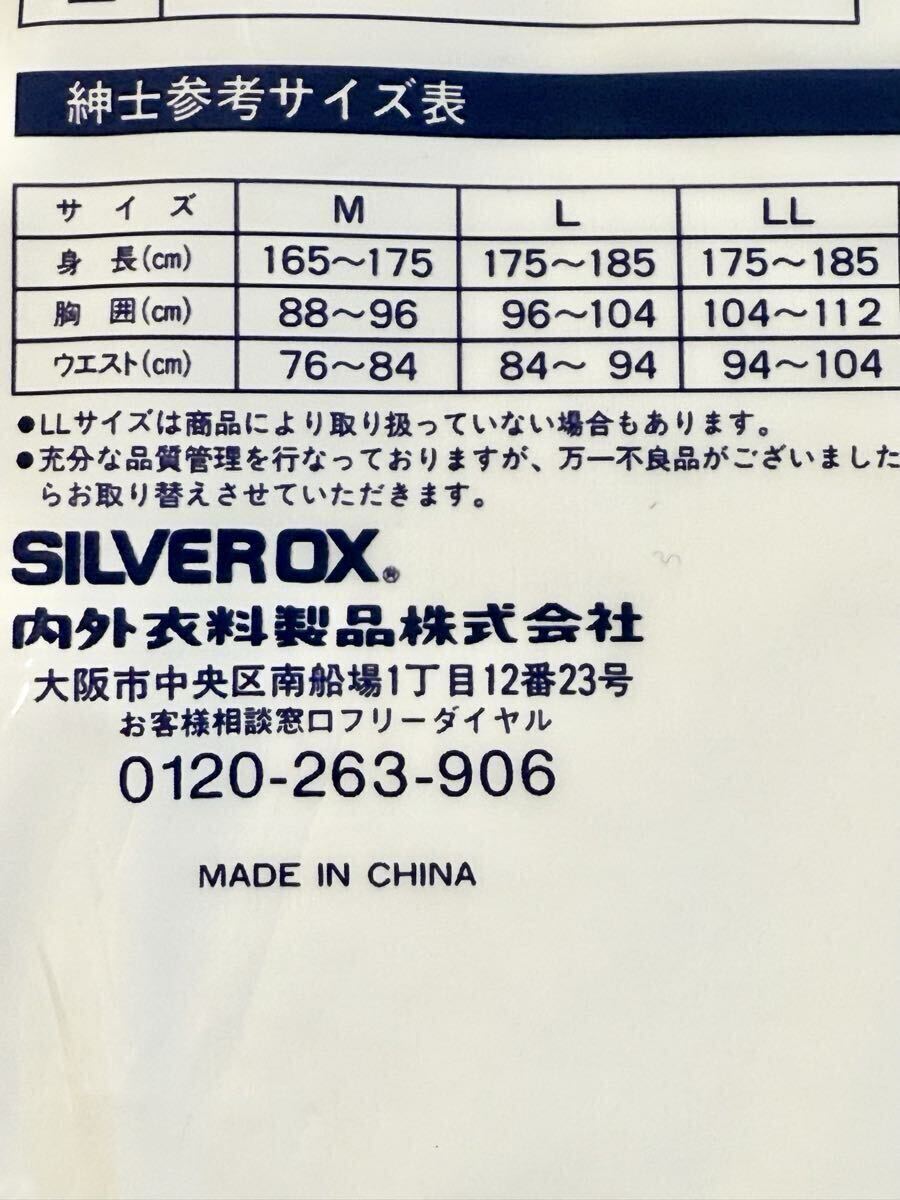 紳士参考サイズ表
サイズ M L LL
身長(cm) 165～175 175～185 175～185
胸囲(cm) 88～96 96～104 104～112
ウエスト(cm) 76～84 84～ 94 94～104
●LLサイズは商品により取り扱っていない場合もあります。
●充分な品質管理を行なっておりますが、万一不良品がございました
らお取り替えさせていただきます。
SILVER OX®
内外衣料製品株式会社
大阪市中央区南船場1丁目12番23号
お客様相談窓口フリーダイヤル
0120-263-906
MADE IN CHINA